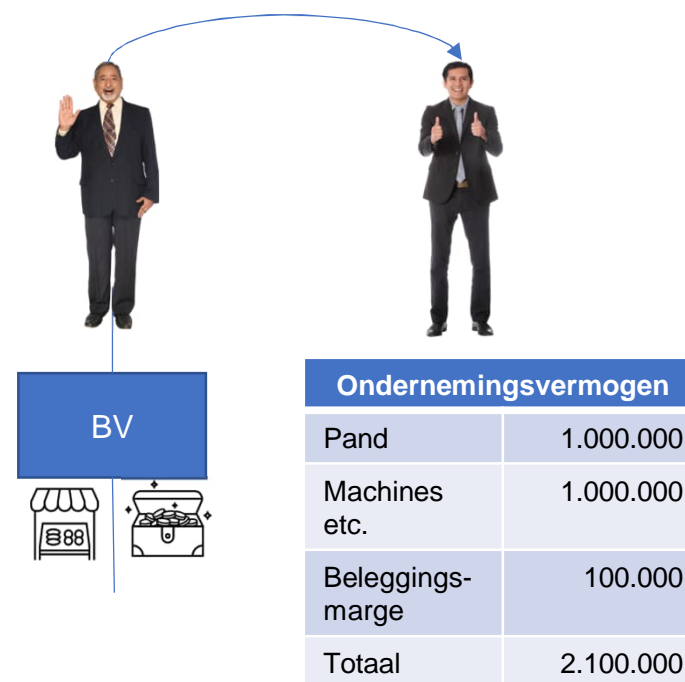 BV
888
Ondernemingsvermogen
Pand 1.000.000
Machines 1.000.000
etc.
Beleggings- 100.000
marge
Totaal 2.100.000